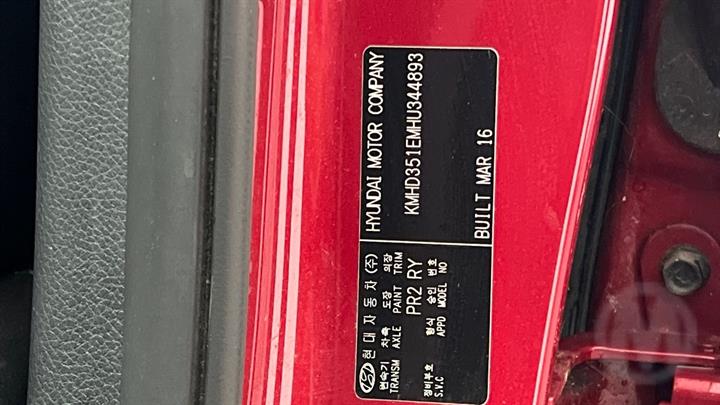 현대자동차 (주) HYUNDAI MOTOR COMPANY
변속기 차축 도장 의장
TRANSM AXLE PAINT TRIM
KMHD351EMHU344893
PR2 RY
형식 승인 번호
APPD MODEL NO
정비부호
S.V.C
BUILT MAR 16
M